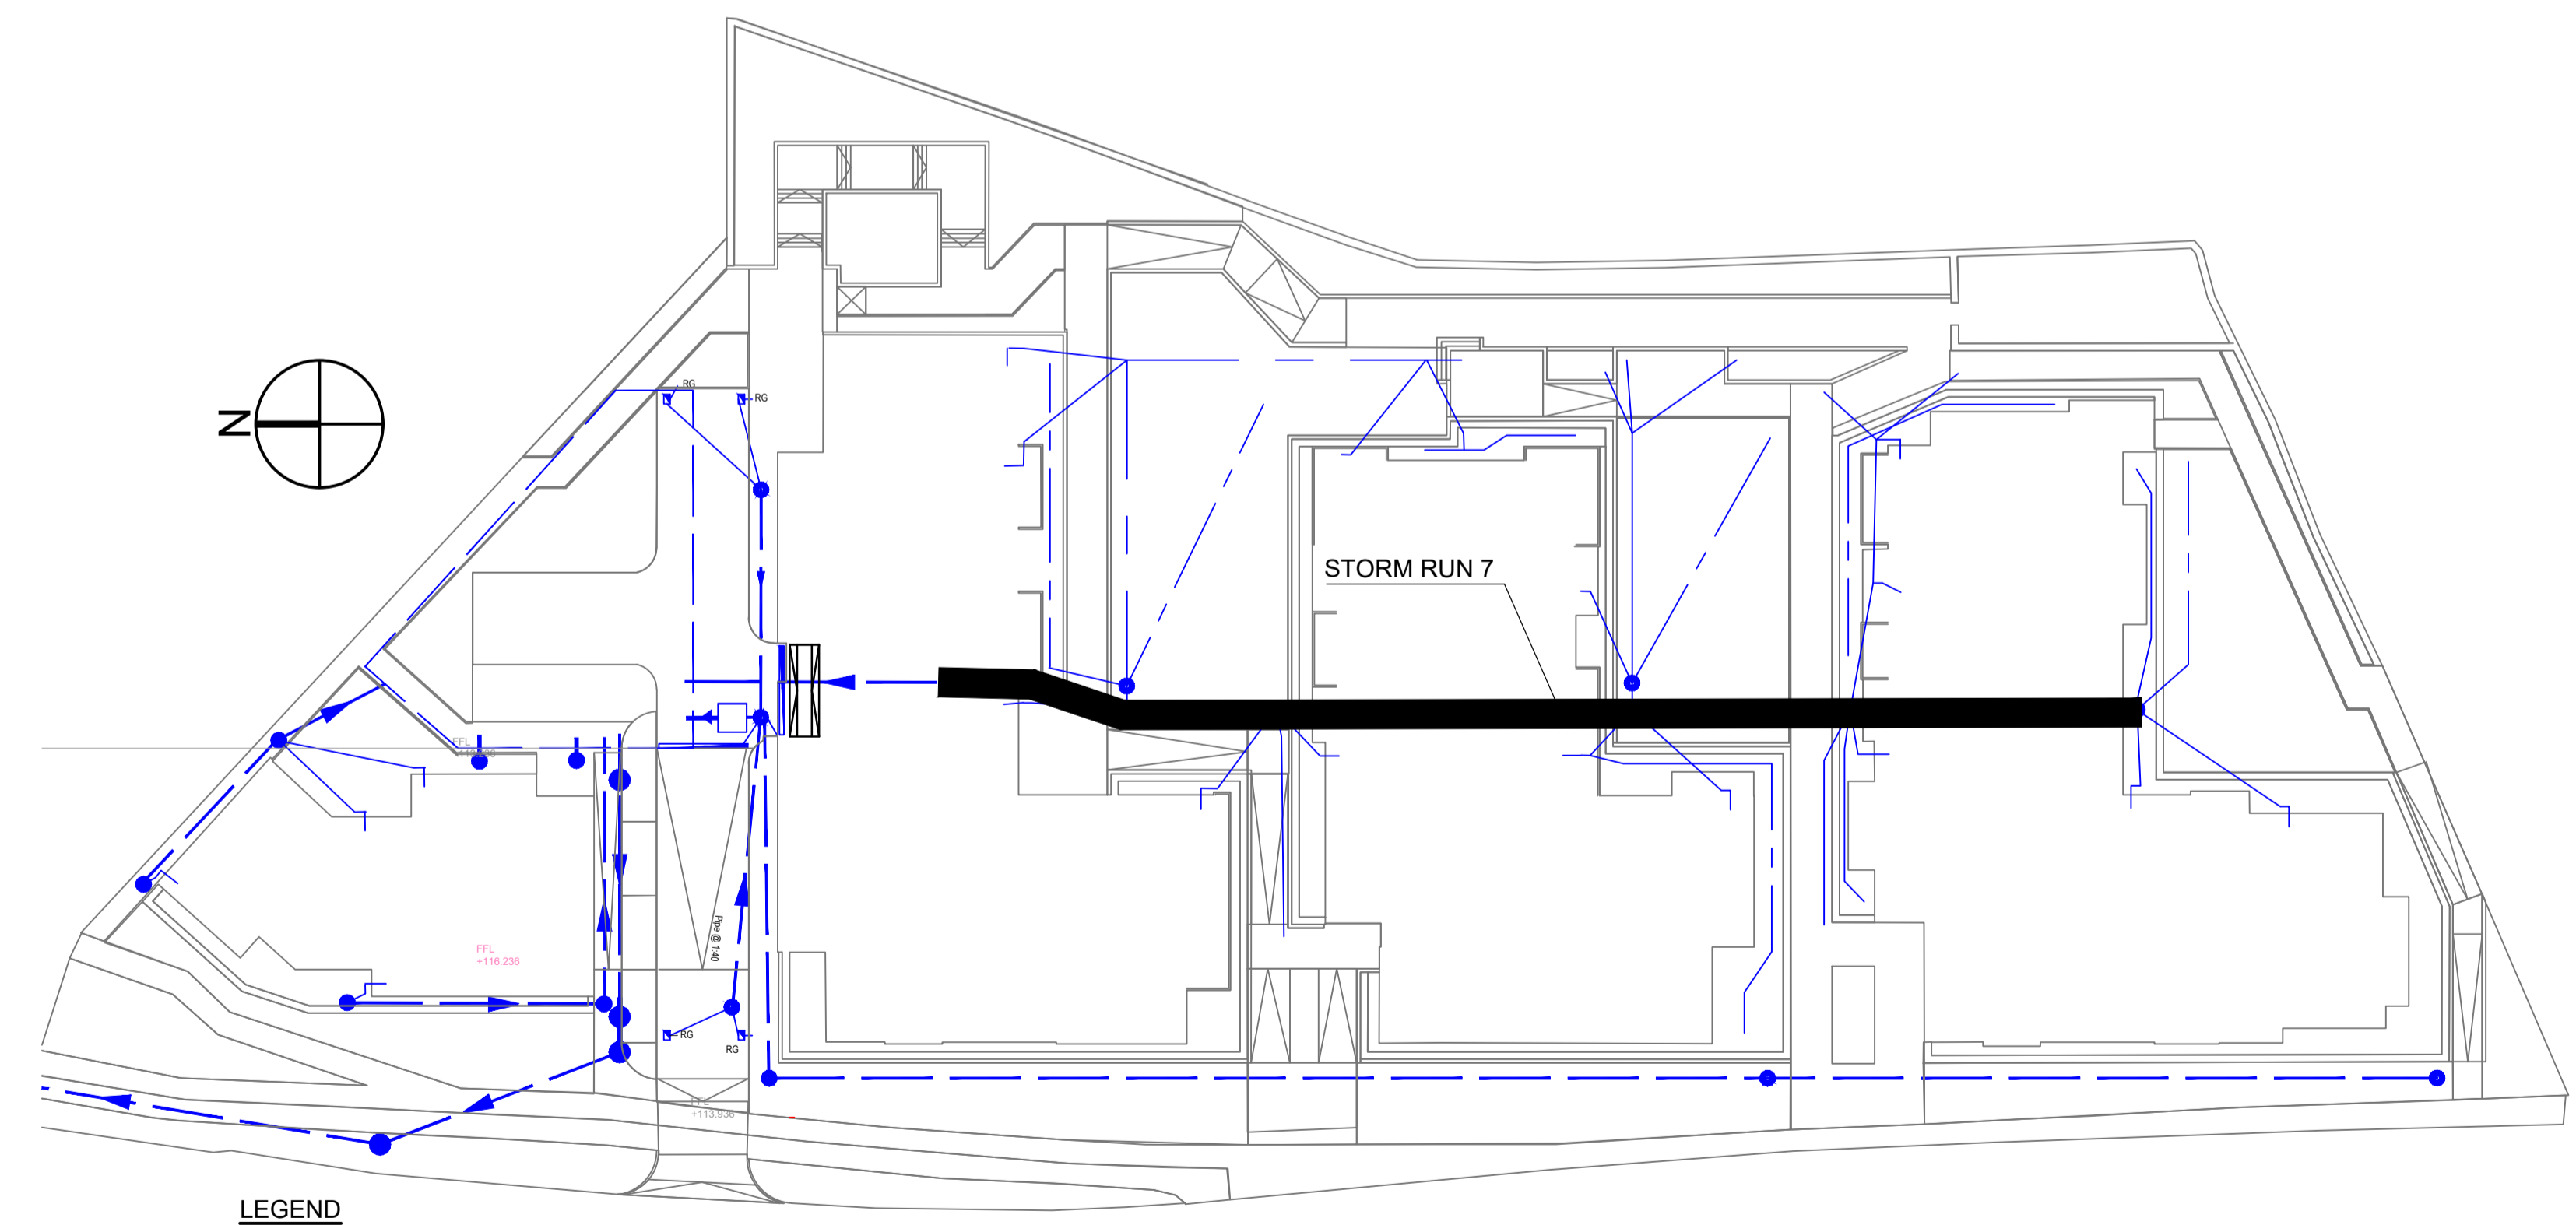 RG
RG
N
STORM RUN 7
FFL
FFL
+116.236
Pipe @ 1:40
RG
RG
FFL
+113.936
LEGEND